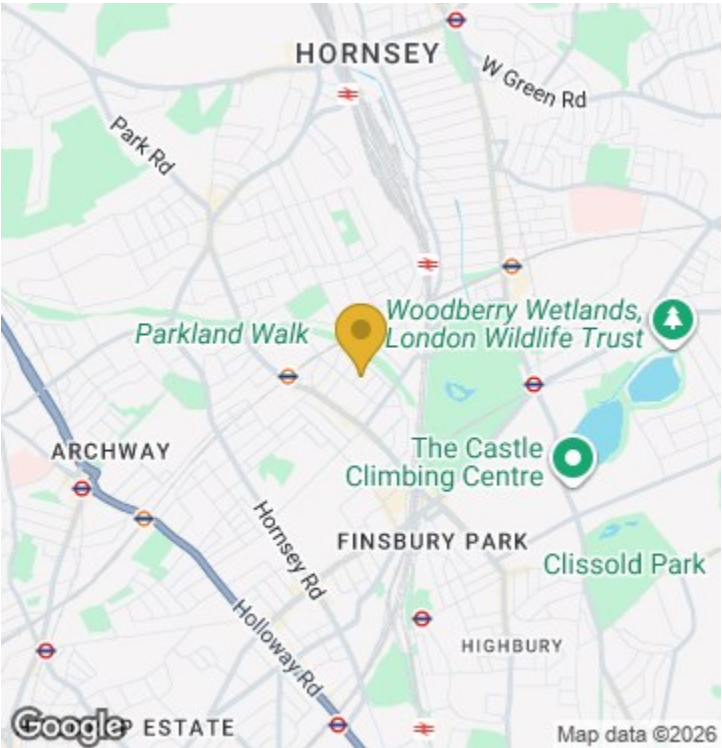 HORNSEY
W Green Rd
Park Rd
Parkland Walk
Woodberry Wetlands,
London Wildlife Trust
ARCHWAY
The Castle
Climbing Centre
Hornsey Rd
FINSBURY PARK
Clissold Park
Holloway Rd
HIGHBURY
Google
ESTATE
Map data ©2026